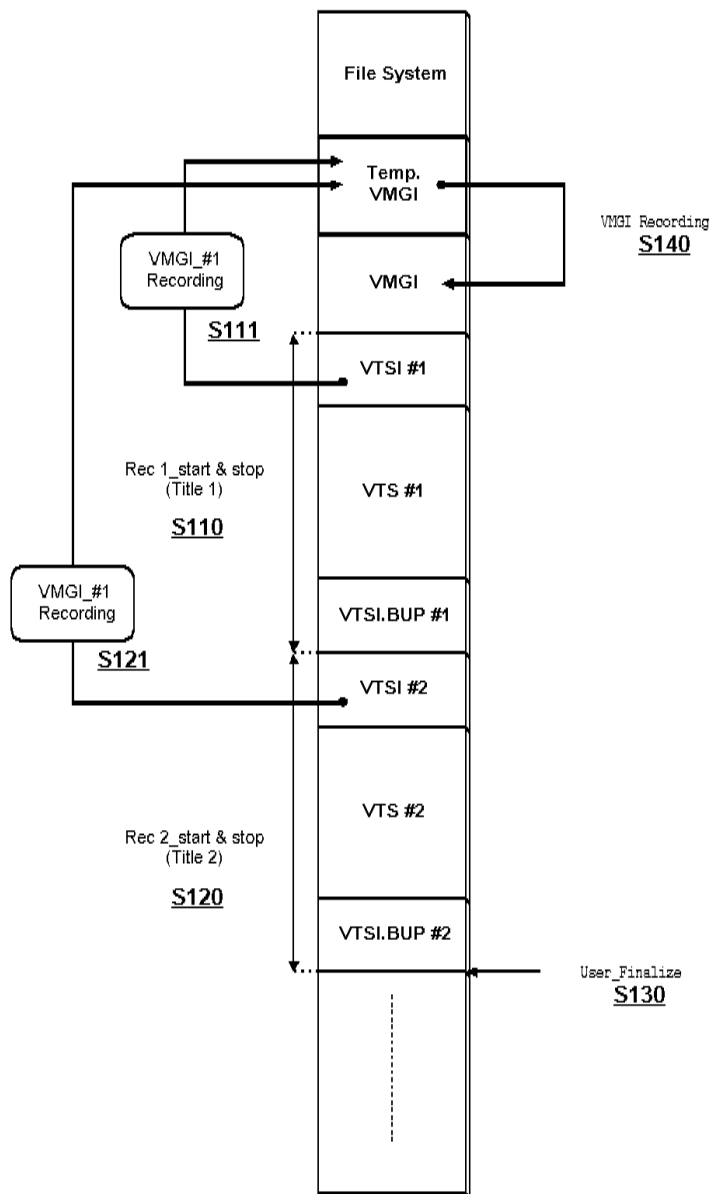 File System
Temp.
VMGI
VMGI Recording
S140
VMGI_#1
Recording
VMGI
S111
VTSI #1
Rec 1_start & stop
(Title 1)
VTS #1
S110
VMGI_#1
Recording
VTSI.BUP #1
S121
VTSI #2
VTS #2
Rec 2_start & stop
(Title 2)
S120
VTSI.BUP #2
User_Finalize
S130